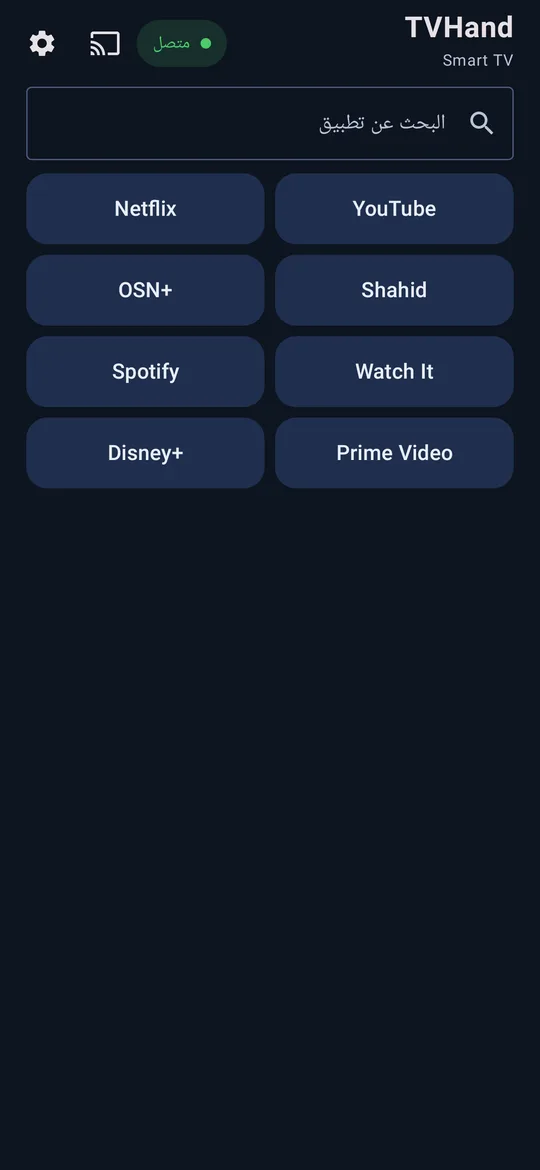 TVHand
Smart TV
متصل
البحث عن تطبيق
YouTube
Netflix
Shahid
OSN+
Watch It
Spotify
Prime Video
Disney+